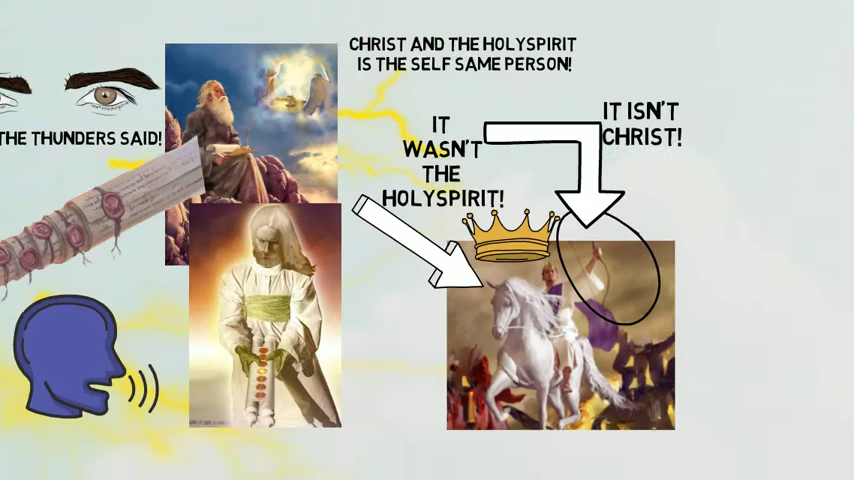 CHRIST AND THE HOLYSPIRIT
IS THE SELF SAME PERSON!
THE THUNDERS SAID!
IT
WASN'T
THE
HOLYSPIRIT!
IT ISN'T
CHRIST!